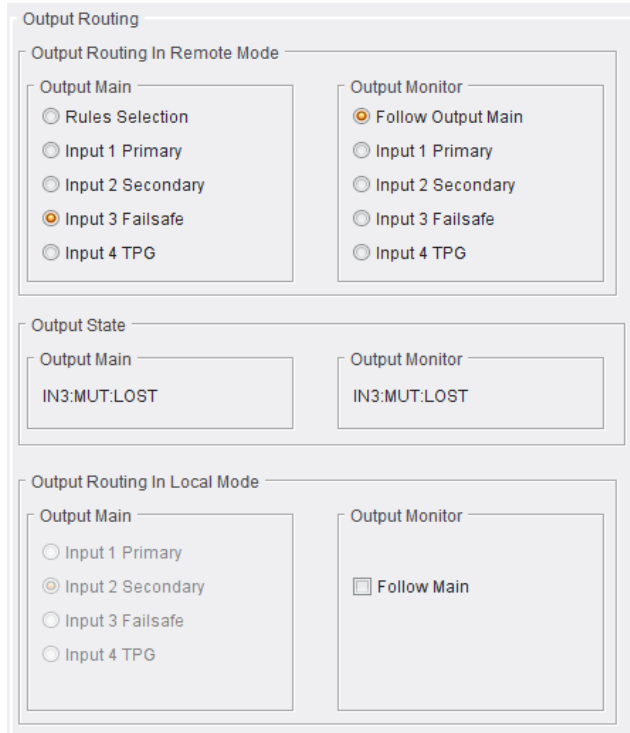 Output Routing
Output Routing In Remote Mode
Output Main
Rules Selection
Input 1 Primary
Input 2 Secondary
Input 3 Failsafe
Input 4 TPG
Output Monitor
Follow Output Main
Input 1 Primary
Input 2 Secondary
Input 3 Failsafe
Input 4 TPG
Output State
Output Main
IN3:MUT:LOST
Output Monitor
IN3:MUT:LOST
Output Routing In Local Mode
Output Main
Input 1 Primary
Input 2 Secondary
Input 3 Failsafe
Input 4 TPG
Output Monitor
Follow Main